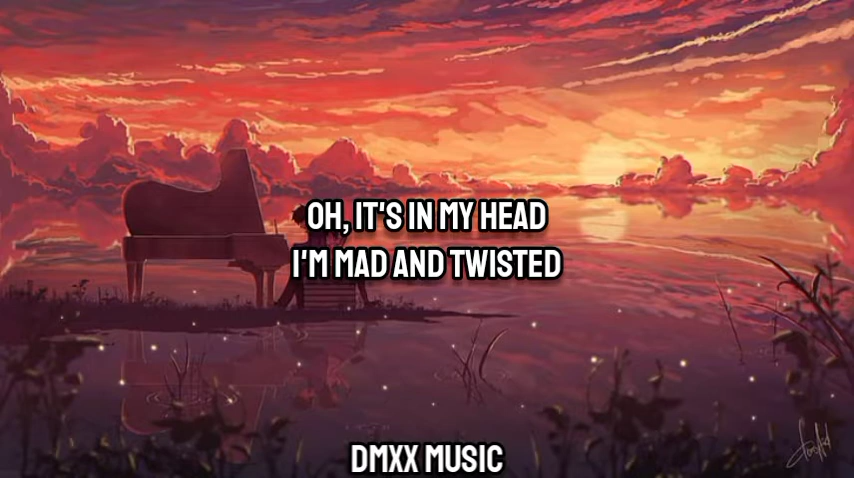 OH, IT'S IN MY HEAD
I'M MAD AND TWISTED
DMXX MUSIC